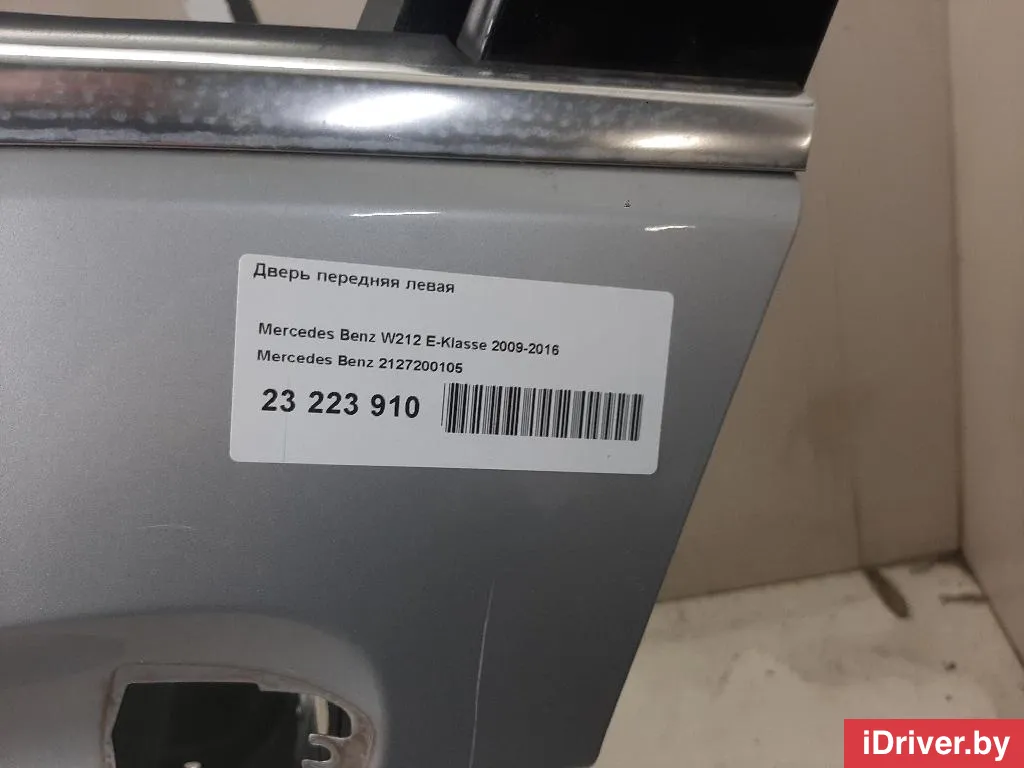 Дверь передняя левая
Mercedes Benz W212 E-Klasse 2009-2016
Mercedes Benz 2127200105
23 223 910
iDriver.by